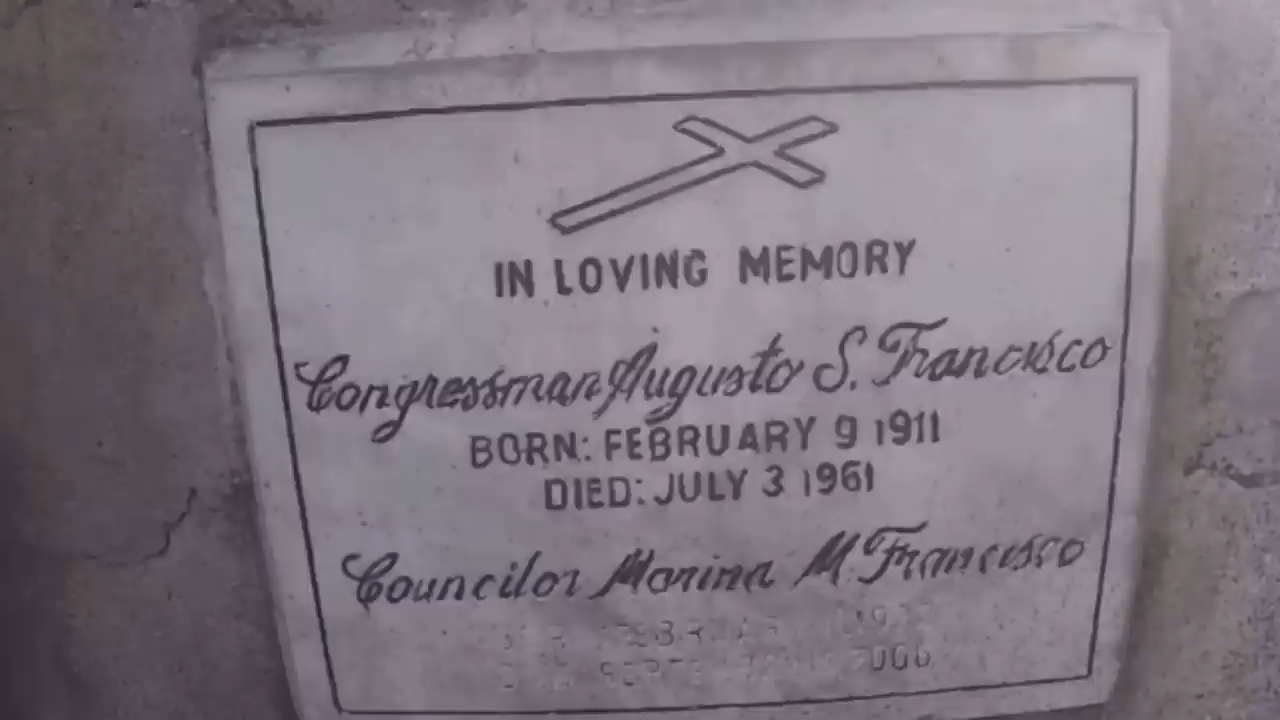 IN LOVING MEMORY
Congressman Augusto S. Francisco
BORN: FEBRUARY 9 1911
DIED: JULY 3 1961
Councilor Marina M. Francisco